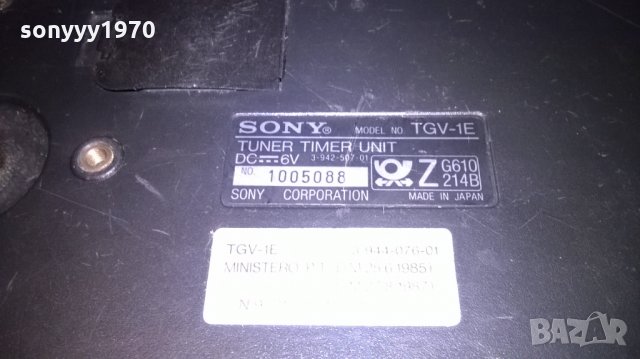 sonyyy1970
SONY® MODEL NO TGV-1E
TUNER TIMER UNIT
DC 6V 3-942-507-01
NO. 1005088
Z G610 214B
SONY CORPORATION MADE IN JAPAN
TGV-1E 3-944-076-01
MINISTERO P.T.
BAZAR